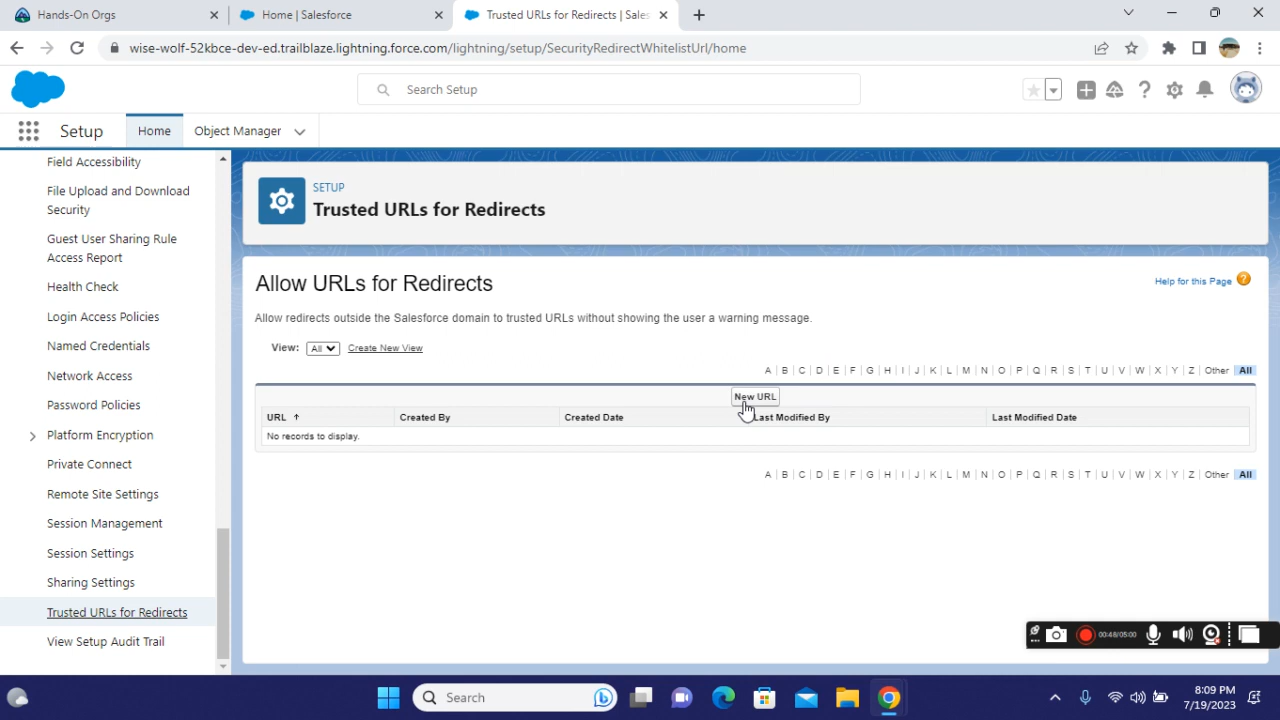 Hands-On Orgs
Home | Salesforce
Trusted URLs for Redirects | Sales
wise-wolf-52kbce-dev-ed.trailblaze.lightning.force.com/lightning/setup/SecurityRedirectWhitelistUrl/home
Search Setup
Setup
Home
Object Manager
Field Accessibility
File Upload and Download
Security
Guest User Sharing Rule
Access Report
Health Check
Login Access Policies
Named Credentials
Network Access
Password Policies
Platform Encryption
Private Connect
Remote Site Settings
Session Management
Session Settings
Sharing Settings
Trusted URLs for Redirects
View Setup Audit Trail
SETUP
Trusted URLs for Redirects
Allow URLs for Redirects
Help for this Page
Allow redirects outside the Salesforce domain to trusted URLs without showing the user a warning message.
View: All Create New View
A | B | C | D | E | F | G | H | I | J | K | L | M | N | O | P | Q | R | S | T | U | V | W | X | Y | Z | Other All
New URL
URL Created By Created Date Last Modified By Last Modified Date
No records to display.
A | B | C | D | E | F | G | H | I | J | K | L | M | N | O | P | Q | R | S | T | U | V | W | X | Y | Z | Other All
00:48/05:00
Search
8:09 PM
7/19/2023